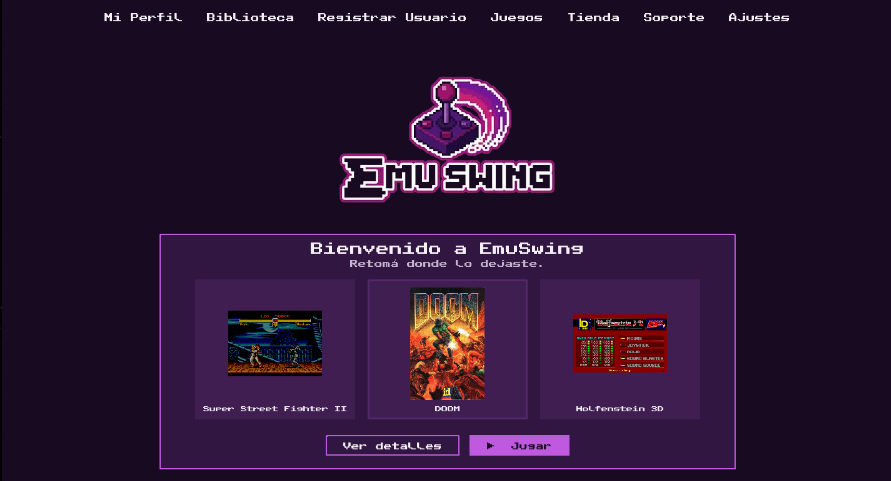 Mi Perfil Biblioteca Registrar Usuario Juegos Tienda Soporte Ajustes
EMU SWING
Bienvenido a EmuSwing
Retomá donde lo dejaste.
DOOM
Super Street Fighter II
DOOM
Wolfenstein 3D
Ver detalles
▶ Jugar